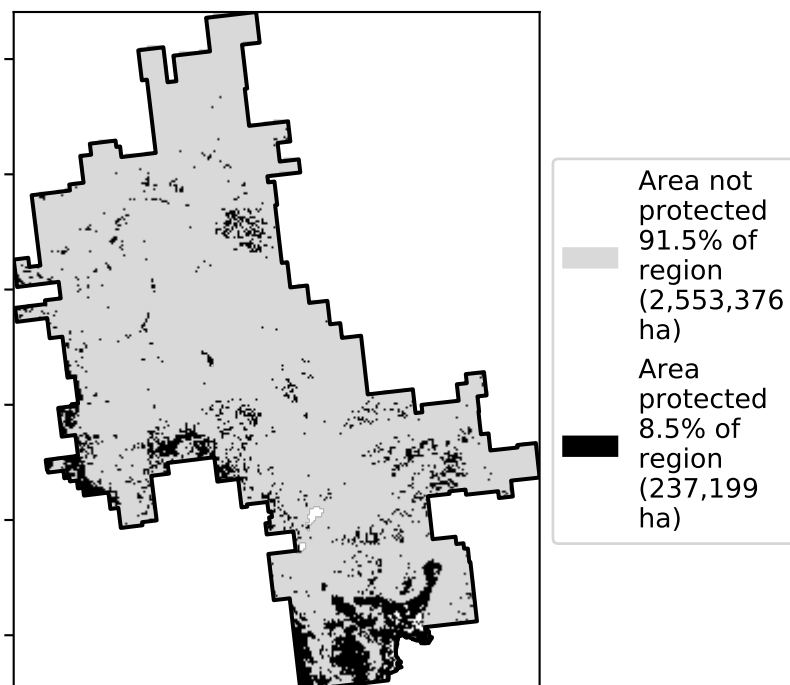 Area not
protected
91.5% of
region
(2,553,376
ha)
Area
protected
8.5% of
region
(237,199
ha)